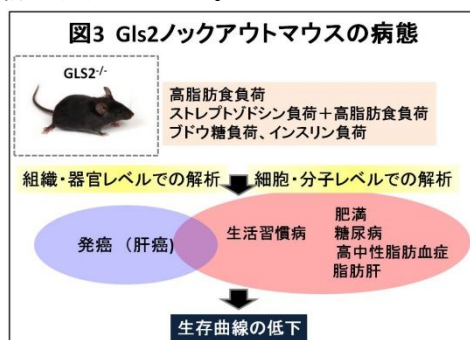 図3 Gls2ノックアウトマウスの病態
GLS2-/-
高脂肪食負荷
ストレプトゾドシン負荷+高脂肪食負荷
ブドウ糖負荷、インスリン負荷
組織・器官レベルでの解析
細胞・分子レベルでの解析
発癌 (肝癌)
生活習慣病
肥満
糖尿病
高中性脂肪血症
脂肪肝
生存曲線の低下